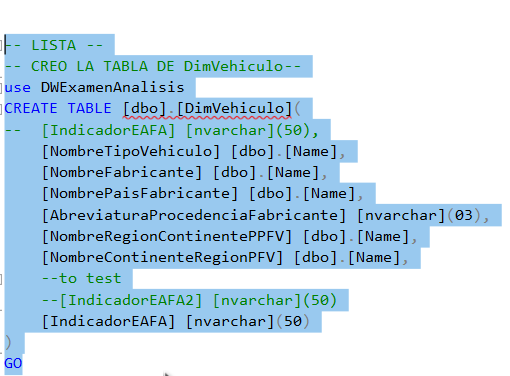 -- LISTA --
-- CREO LA TABLA DE DimVehiculo--
use DWExamenAnalisis
CREATE TABLE [dbo].[DimVehiculo](
--  [IndicadorEAFA] [nvarchar](50),
    [NombreTipoVehiculo] [dbo].[Name],
    [NombreFabricante] [dbo].[Name],
    [NombrePaisFabricante] [dbo].[Name],
    [AbreviaturaProcedenciaFabricante] [nvarchar](03),
    [NombreRegionContinentePPFV] [dbo].[Name],
    [NombreContinenteRegionPFV] [dbo].[Name],
    --to test
    --[IndicadorEAFA2] [nvarchar](50)
    [IndicadorEAFA] [nvarchar](50)
)
GO